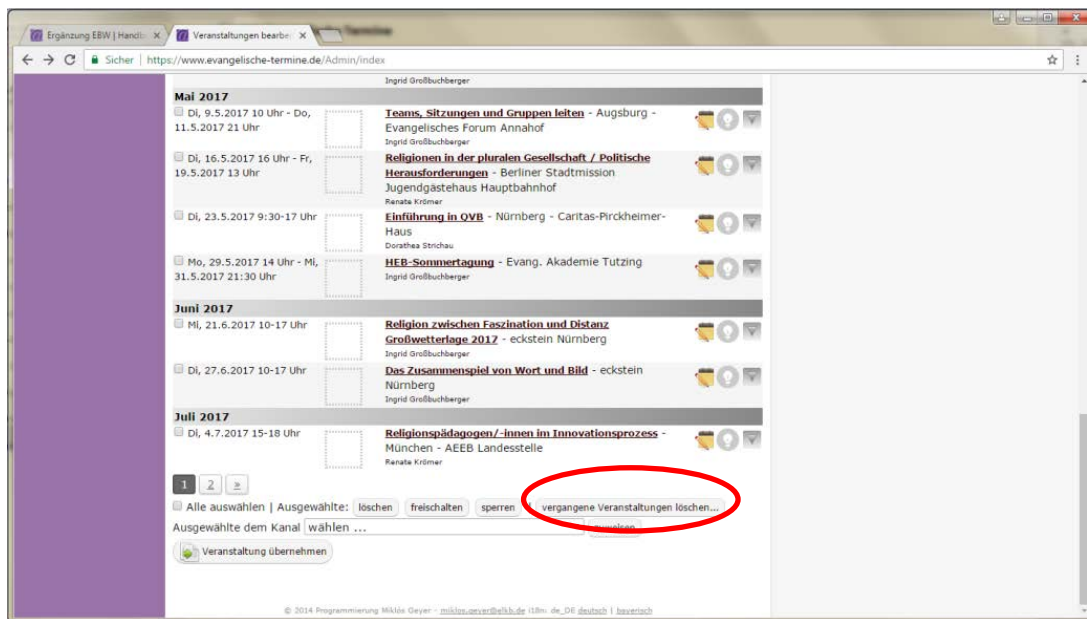 Ergänzung EBW | Handb
Veranstaltungen bearbe
Termine
Sicher | https://www.evangelische-termine.de/Admin/index
Ingrid Großbuchberger
Mai 2017
Di, 9.5.2017 10 Uhr - Do, 11.5.2017 21 Uhr
Teams, Sitzungen und Gruppen leiten - Augsburg -
Evangelisches Forum Annahof
Ingrid Großbuchberger
Di, 16.5.2017 16 Uhr - Fr, 19.5.2017 13 Uhr
Religionen in der pluralen Gesellschaft / Politische
Herausforderungen - Berliner Stadtmission
Jugendgästehaus Hauptbahnhof
Renate Krömer
Di, 23.5.2017 9:30-17 Uhr
Einführung in QVB - Nürnberg - Caritas-Pirckheimer-
Haus
Dorathea Strichau
Mo, 29.5.2017 14 Uhr - Mi, 31.5.2017 21:30 Uhr
HEB-Sommertagung - Evang. Akademie Tutzing
Ingrid Großbuchberger
Juni 2017
Mi, 21.6.2017 10-17 Uhr
Religion zwischen Faszination und Distanz
Großwetterlage 2017 - eckstein Nürnberg
Ingrid Großbuchberger
Di, 27.6.2017 10-17 Uhr
Das Zusammenspiel von Wort und Bild - eckstein
Nürnberg
Ingrid Großbuchberger
Juli 2017
Di, 4.7.2017 15-18 Uhr
Religionspädagogen/-innen im Innovationsprozess -
München - AEEB Landesstelle
Renate Krömer
1 2 »
Alle auswählen | Ausgewählte: löschen freischalten sperren | vergangene Veranstaltungen löschen...
Ausgewählte dem Kanal wählen ... zuweisen
Veranstaltung übernehmen
© 2014 Programmierung Miklós Geyer - miklos.geyer@elkb.de i18n: de_DE deutsch | bayerisch